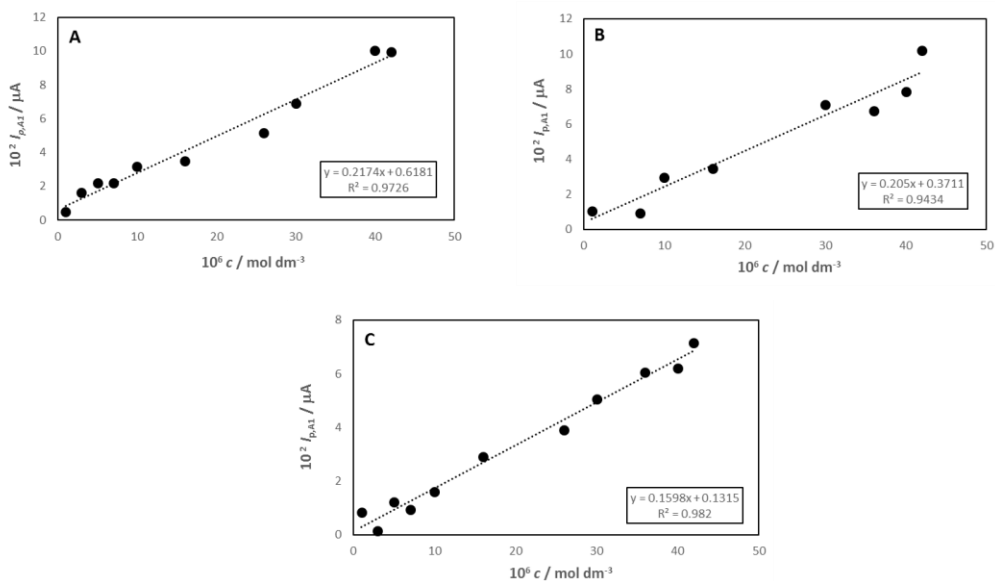 A
10² Iₚ,A1 / μA
12
10
8
6
4
2
0
y = 0.2174x + 0.6181
R² = 0.9726
0 10 20 30 40 50
10⁶ c / mol dm⁻³
B
10² Iₚ,A1 / μA
12
10
8
6
4
2
0
y = 0.205x + 0.3711
R² = 0.9434
0 10 20 30 40 50
10⁶ c / mol dm⁻³
C
10² Iₚ,A1 / μA
8
6
4
2
0
y = 0.1598x + 0.1315
R² = 0.982
0 10 20 30 40 50
10⁶ c / mol dm⁻³